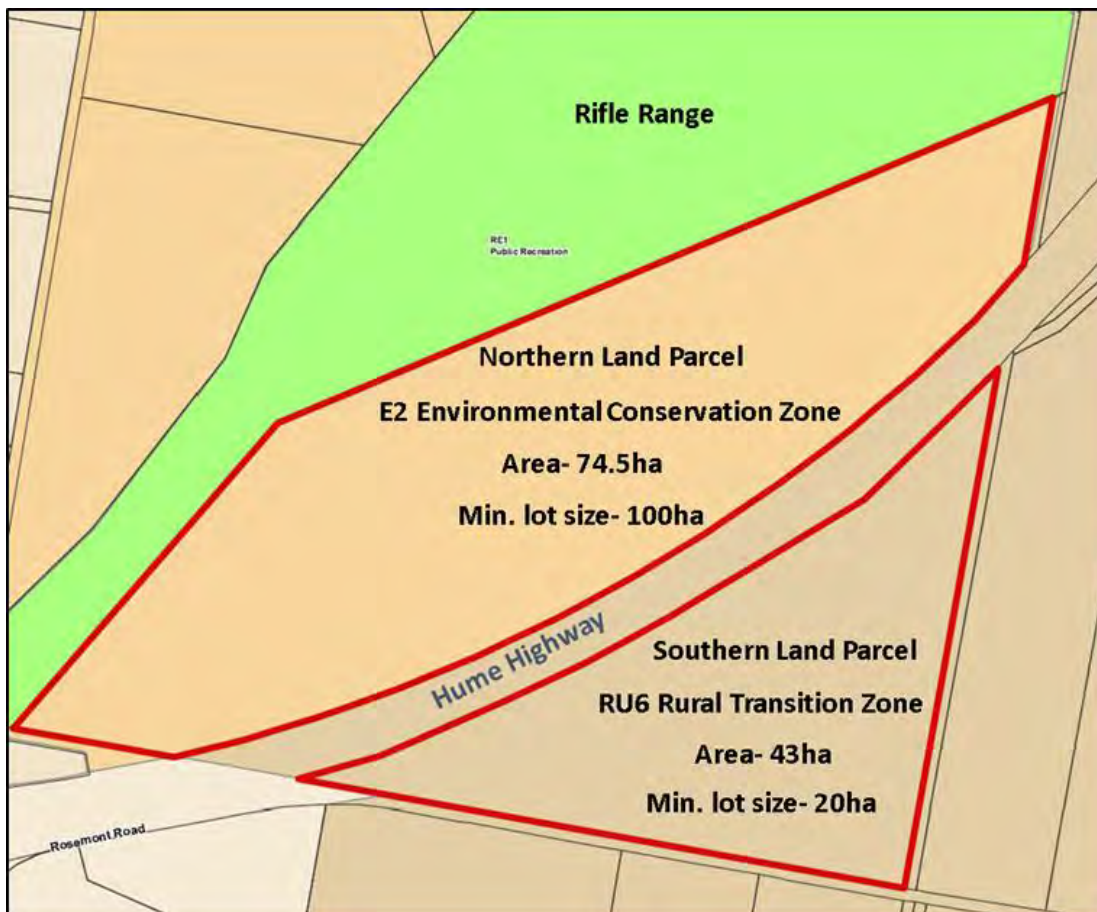 Rifle Range
RE1
Public Recreation
Northern Land Parcel
E2 Environmental Conservation Zone
Area- 74.5ha
Min. lot size- 100ha
Hume Highway
Southern Land Parcel
RU6 Rural Transition Zone
Area- 43ha
Min. lot size- 20ha
Rosemont Road